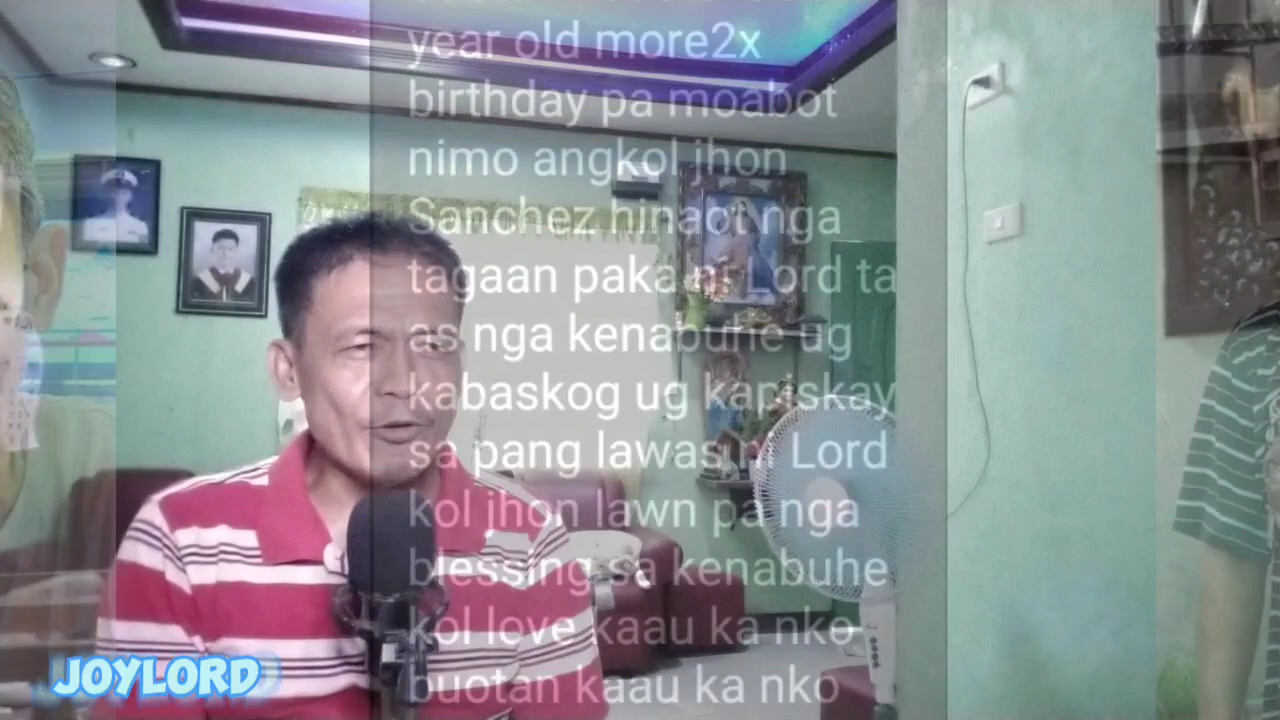 year old more2x
birthday pa moabot
nimo angkol jhon
Sanchez hinaot nga
tagaan paka ni Lord ta
as nga kenabuhe ug
kabaskog ug kapiskay
sa pang lawas ni Lord
kol jhon lawn pa nga
blessing sa kenabuhe
kol love kaau ka nko
buotan kaau ka nko
JOYLORD